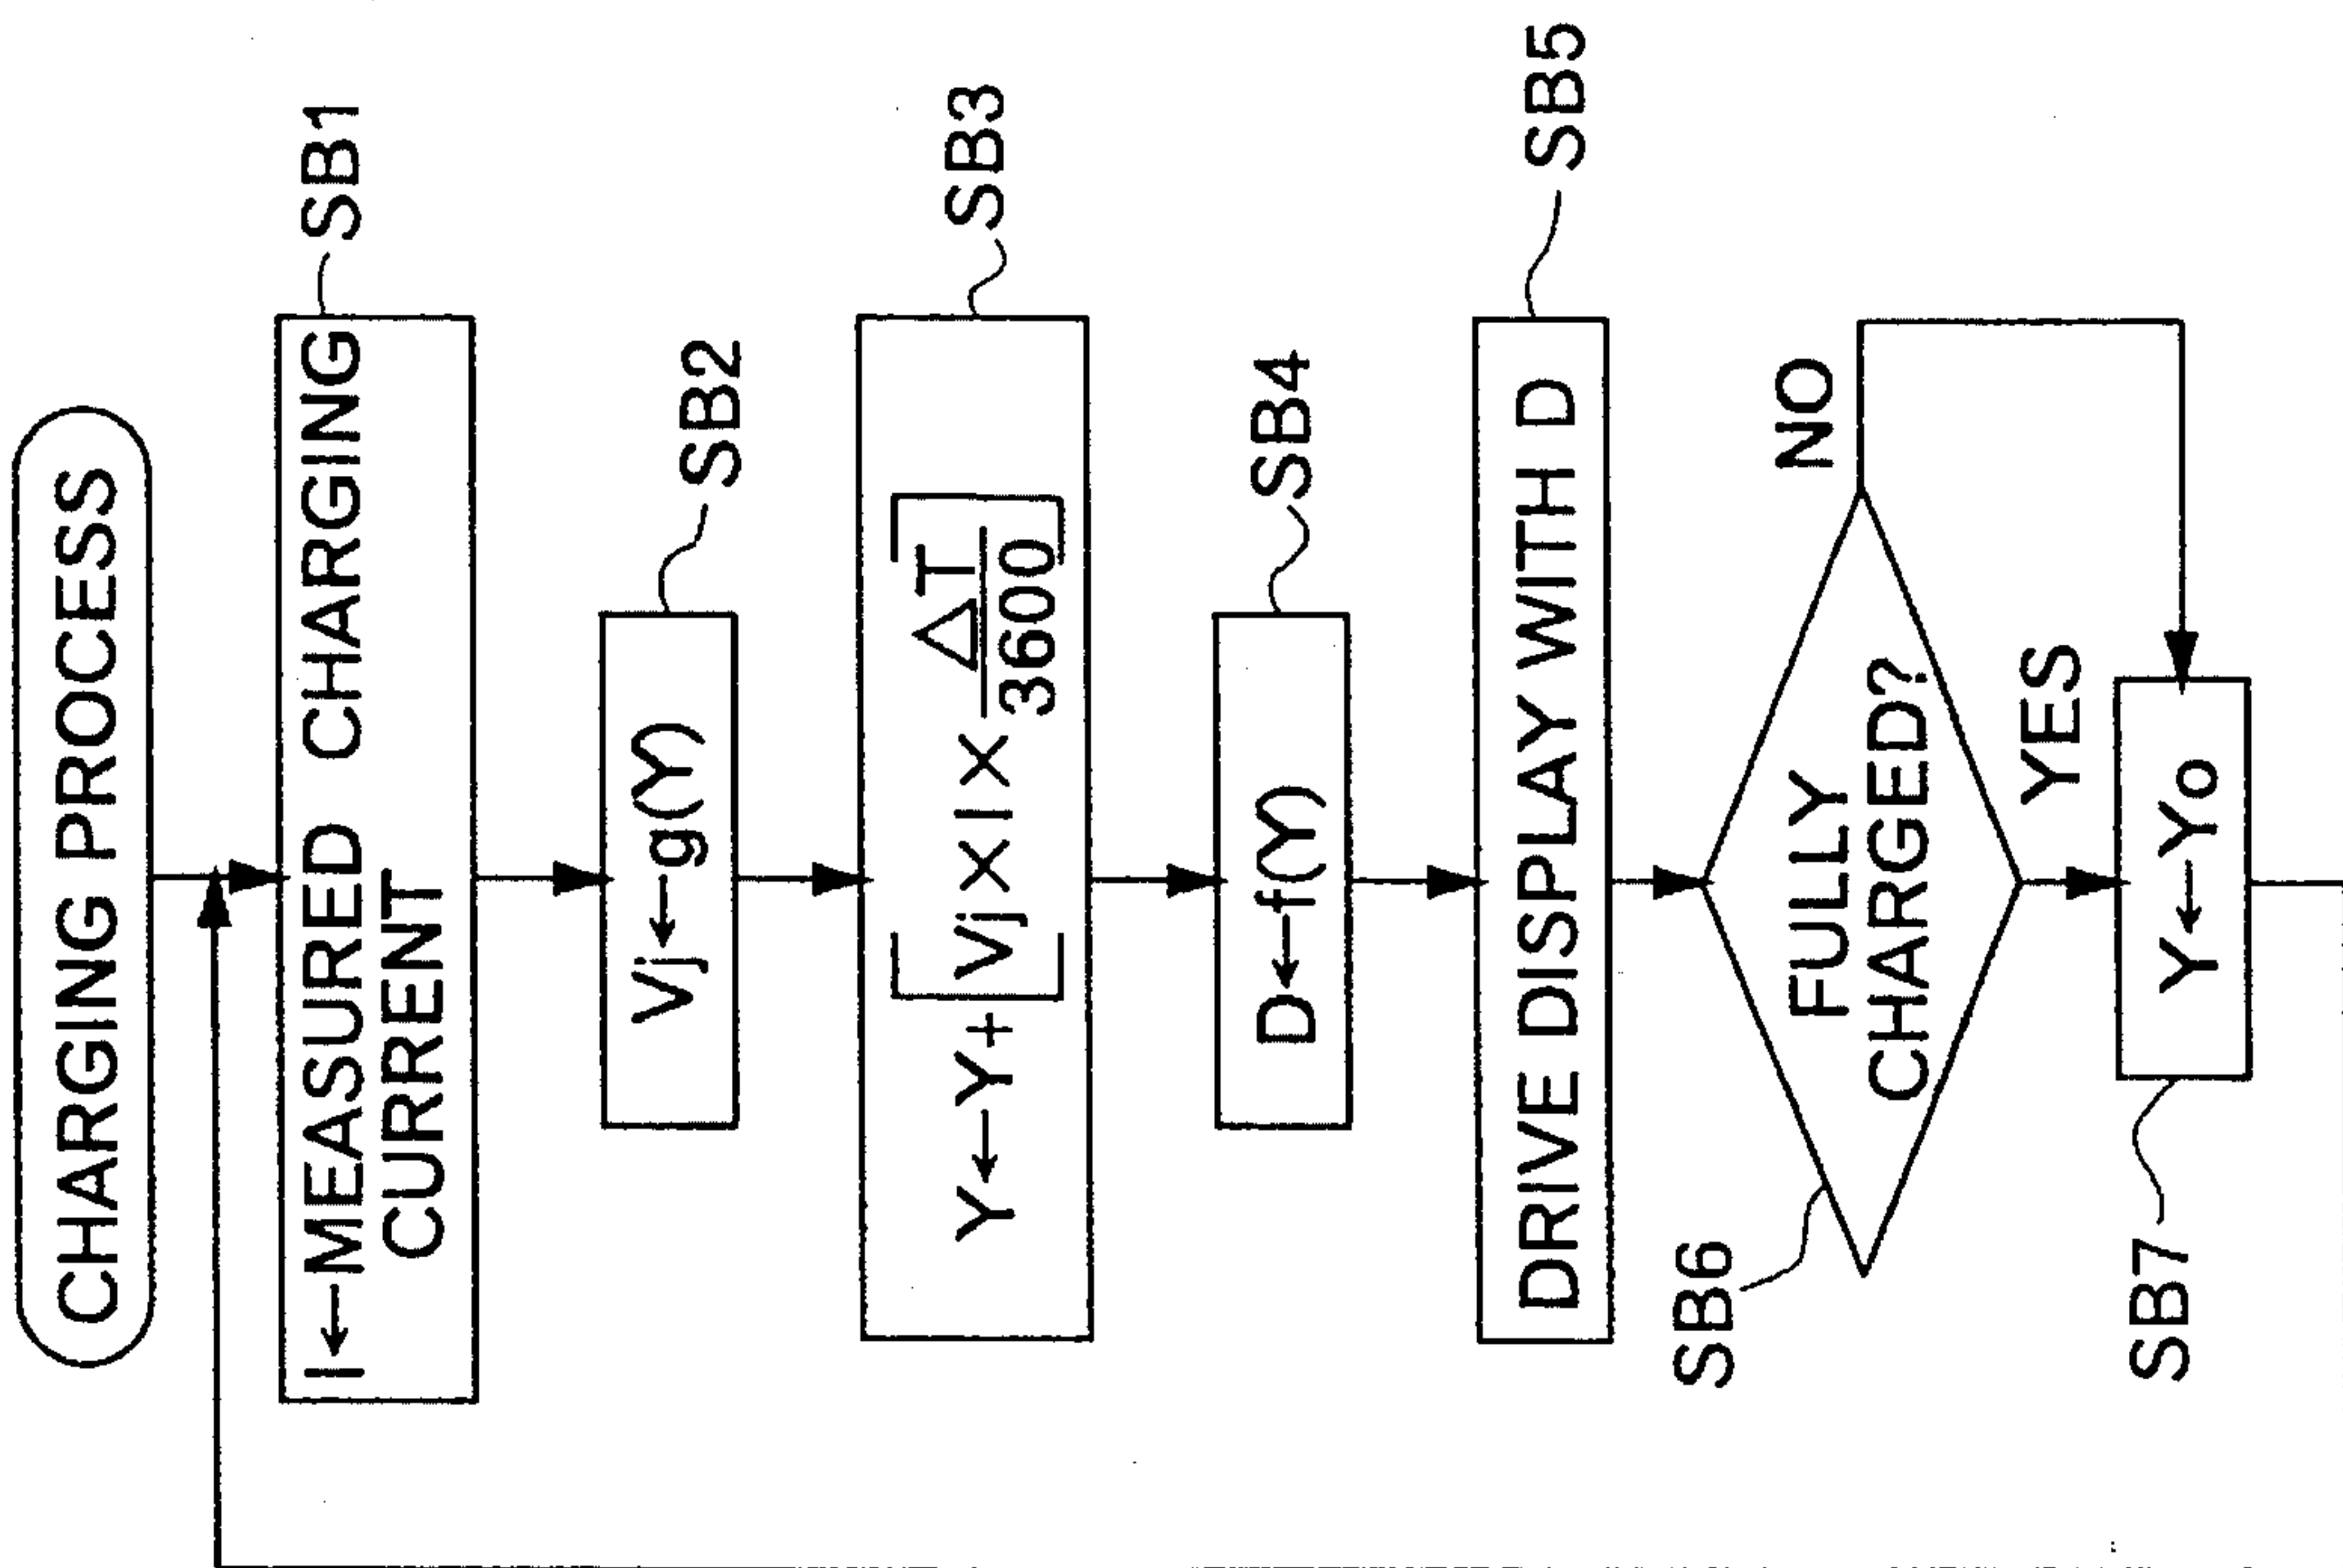 CHARGING PROCESS
I←MEASURED CHARGING
CURRENT
SB1
Vj←g(Y)
SB2
Y←Y+[Vj×I×ΔT/3600]
SB3
D←f(Y)
SB4
DRIVE DISPLAY WITH D
SB5
FULLY
CHARGED?
SB6
NO
YES
Y←Yo
SB7